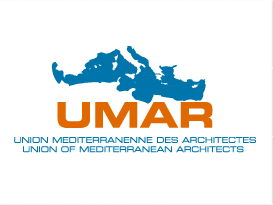 UMAR
UNION MEDITERRANENNE DES ARCHITECTES
UNION OF MEDITERRANEAN ARCHITECTS